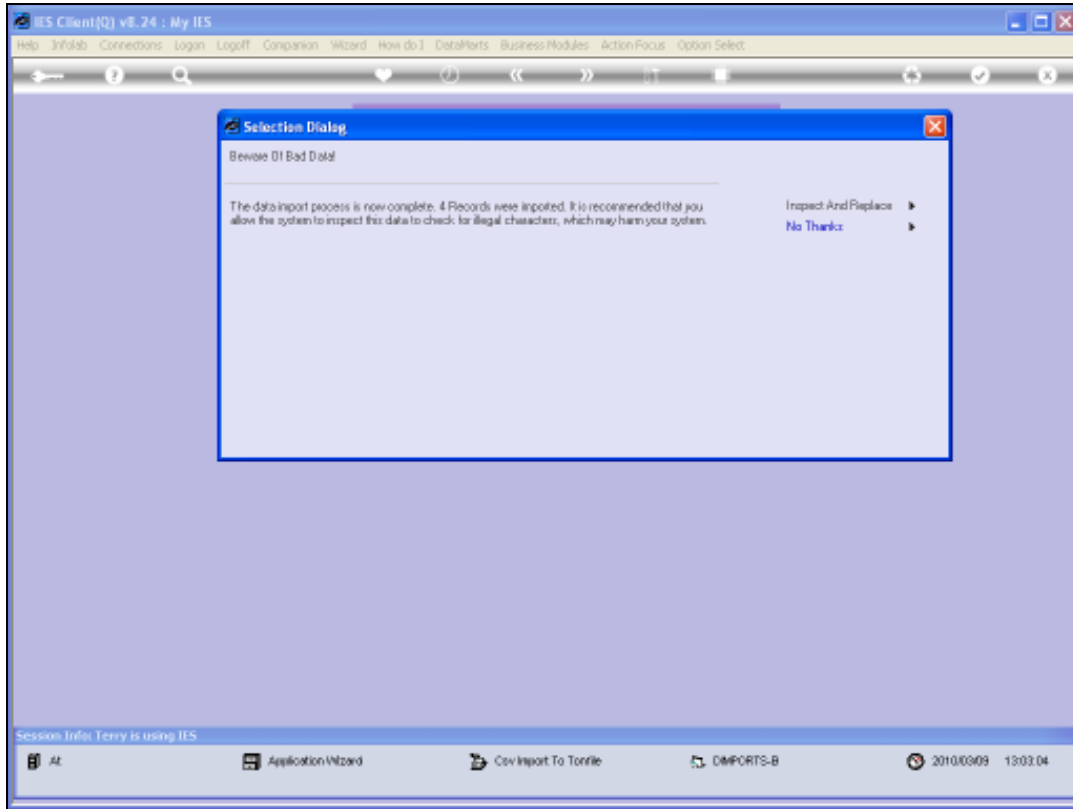 IES Client(Q) v8.24 : My IES
Help Infolab Connections Logon Logoff Companion Wizard How do I DataMarts Business Modules Action Focus Option Select
Selection Dialog
Beware Of Bad Data!
The data import process is now complete. 4 Records were imported. It is recommended that you
allow the system to inspect this data to check for illegal characters, which may harm your system.
Inspect And Replace
No Thanks
Session Info: Terry is using IES
At:
Application Wizard
Csv Import To Tomfile
DIMPORTS-B
2010/03/09 13:03:04